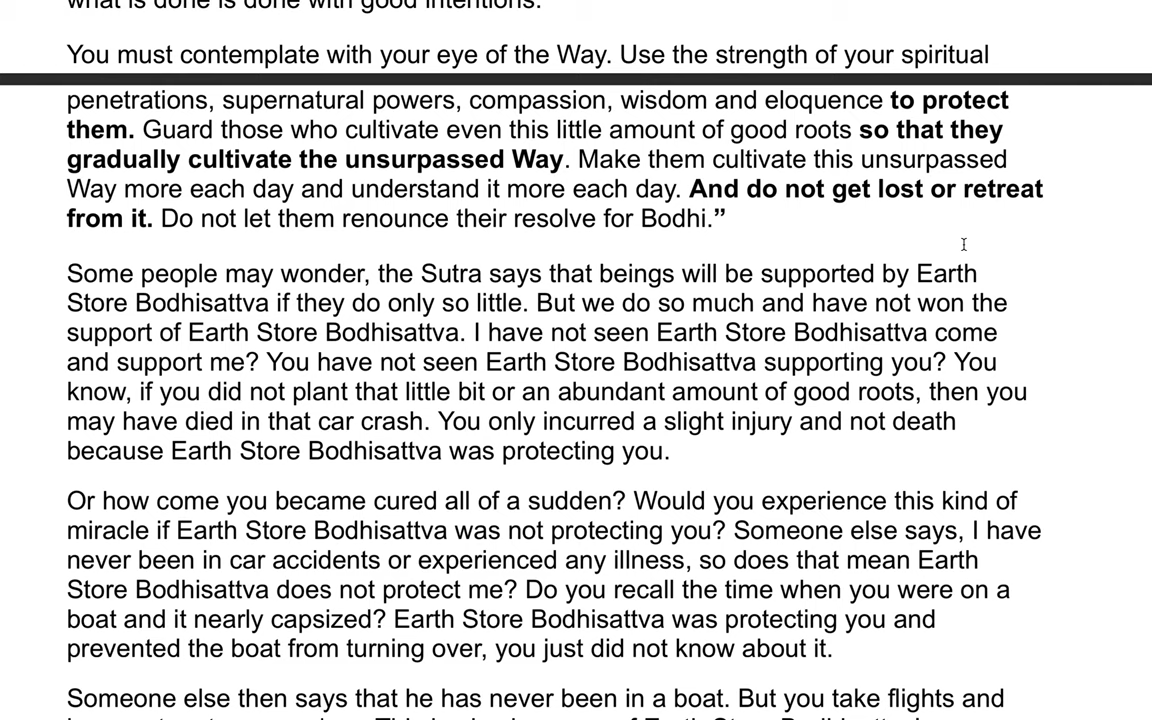 what is done is done with good intentions.
You must contemplate with your eye of the Way. Use the strength of your spiritual
penetrations, supernatural powers, compassion, wisdom and eloquence to protect
them. Guard those who cultivate even this little amount of good roots so that they
gradually cultivate the unsurpassed Way. Make them cultivate this unsurpassed
Way more each day and understand it more each day. And do not get lost or retreat
from it. Do not let them renounce their resolve for Bodhi.”
Some people may wonder, the Sutra says that beings will be supported by Earth
Store Bodhisattva if they do only so little. But we do so much and have not won the
support of Earth Store Bodhisattva. I have not seen Earth Store Bodhisattva come
and support me? You have not seen Earth Store Bodhisattva supporting you? You
know, if you did not plant that little bit or an abundant amount of good roots, then you
may have died in that car crash. You only incurred a slight injury and not death
because Earth Store Bodhisattva was protecting you.
Or how come you became cured all of a sudden? Would you experience this kind of
miracle if Earth Store Bodhisattva was not protecting you? Someone else says, I have
never been in car accidents or experienced any illness, so does that mean Earth
Store Bodhisattva does not protect me? Do you recall the time when you were on a
boat and it nearly capsized? Earth Store Bodhisattva was protecting you and
prevented the boat from turning over, you just did not know about it.
Someone else then says that he has never been in a boat. But you take flights and